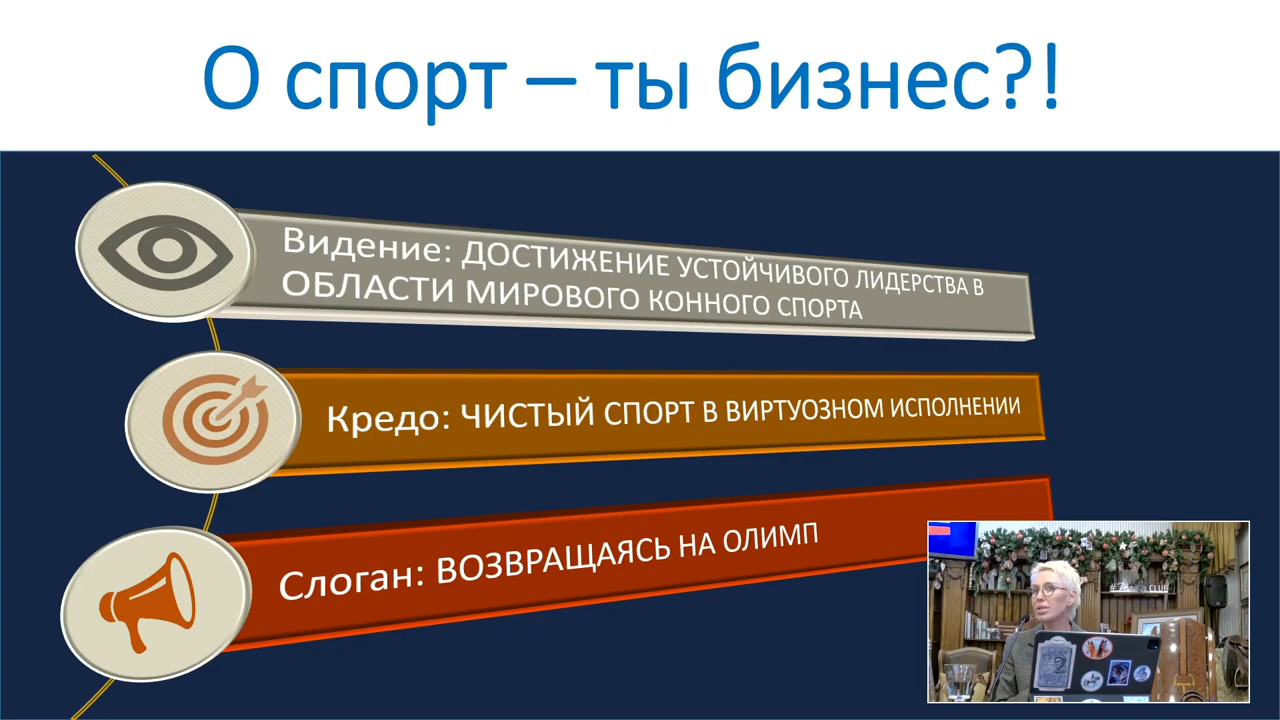 О спорт – ты бизнес?!
Видение: ДОСТИЖЕНИЕ УСТОЙЧИВОГО ЛИДЕРСТВА В
ОБЛАСТИ МИРОВОГО КОННОГО СПОРТА
Кредо: ЧИСТЫЙ СПОРТ В ВИРТУОЗНОМ ИСПОЛНЕНИИ
Слоган: ВОЗВРАЩАЯСЬ НА ОЛИМП
CLUB